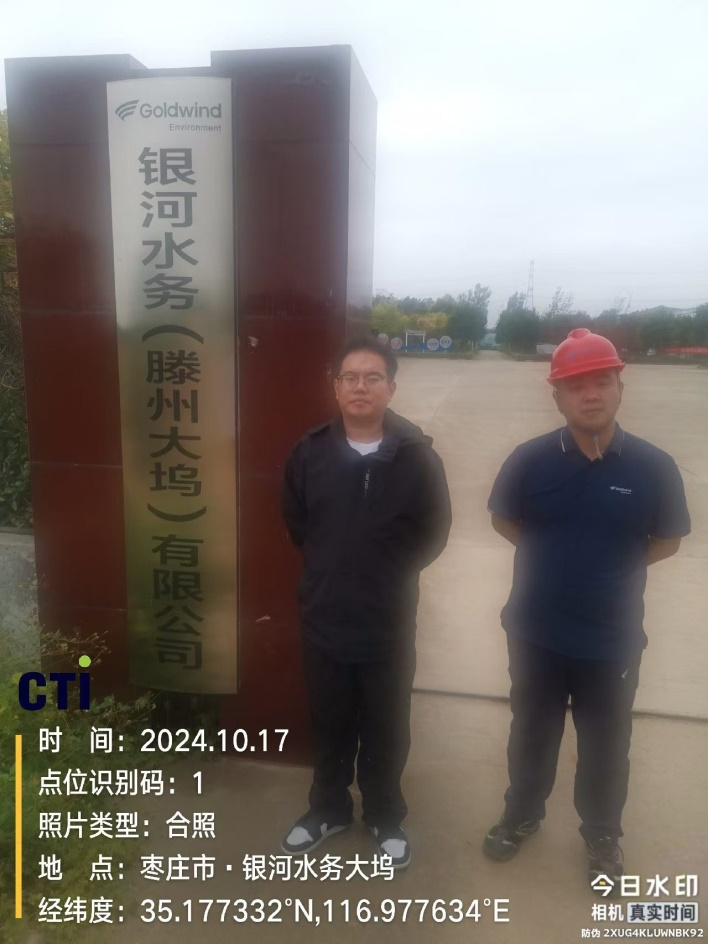 Goldwind
Environment
银河水务（滕州大坞）有限公司
Goldwind
CTI
时 间：2024.10.17
点位识别码：1
照片类型：合照
地 点：枣庄市·银河水务大坞
经纬度：35.177332°N,116.977634°E
今日水印
相机 真实时间
防伪 2XUG4KLUWNBK92